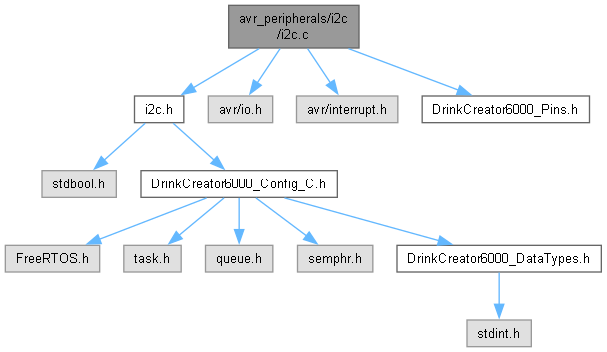 avr_peripherals/i2c
/i2c.c
i2c.h
avr/io.h
avr/interrupt.h
DrinkCreator6000_Pins.h
stdbool.h
DrinkCreator6000_Config_C.h
FreeRTOS.h
task.h
queue.h
semphr.h
DrinkCreator6000_DataTypes.h
stdint.h